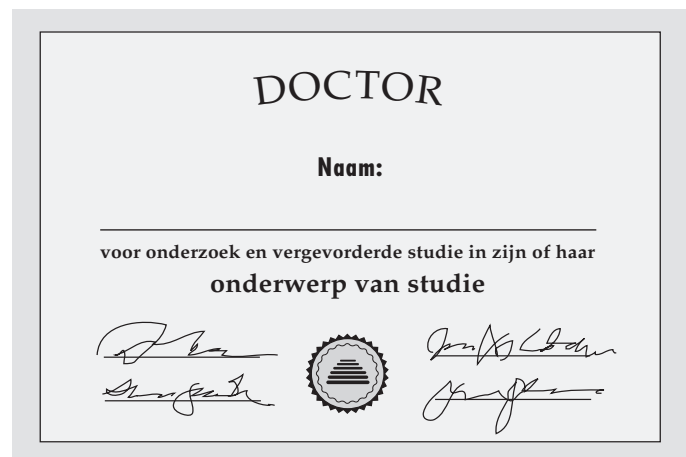 DOCTOR
Naam:
voor onderzoek en vergevorderde studie in zijn of haar
onderwerp van studie